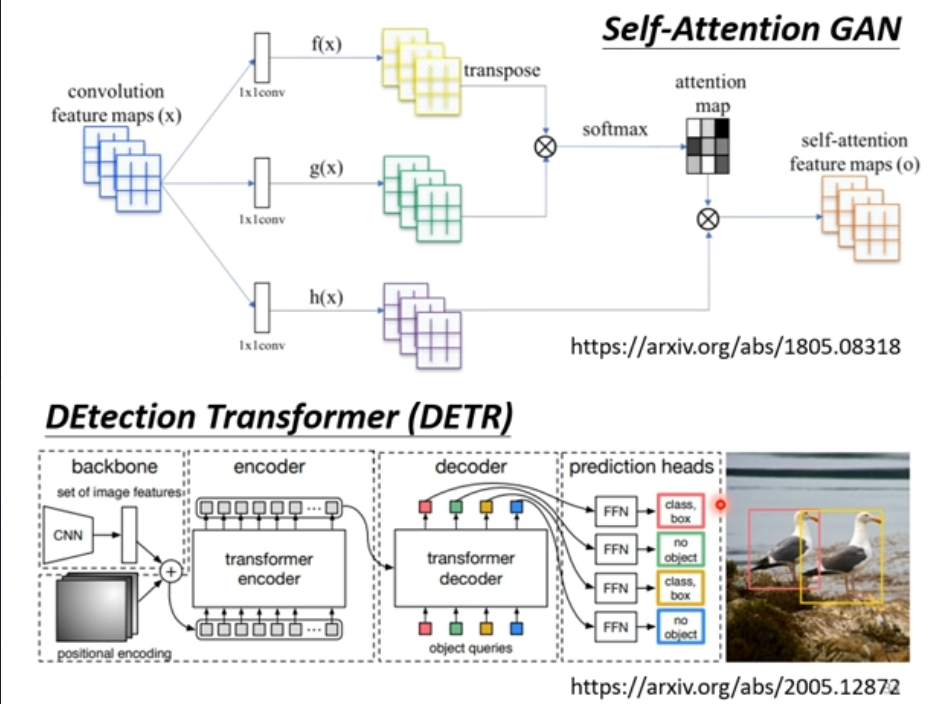 Self-Attention GAN
convolution
feature maps (x)
1x1conv
f(x)
transpose
1x1conv
g(x)
1x1conv
h(x)
softmax
attention
map
self-attention
feature maps (o)
https://arxiv.org/abs/1805.08318
DEtection Transformer (DETR)
backbone
set of image features
CNN
positional encoding
encoder
transformer
encoder
decoder
transformer
decoder
object queries
prediction heads
FFN
class,
box
FFN
no
object
FFN
class,
box
FFN
no
object
https://arxiv.org/abs/2005.12872